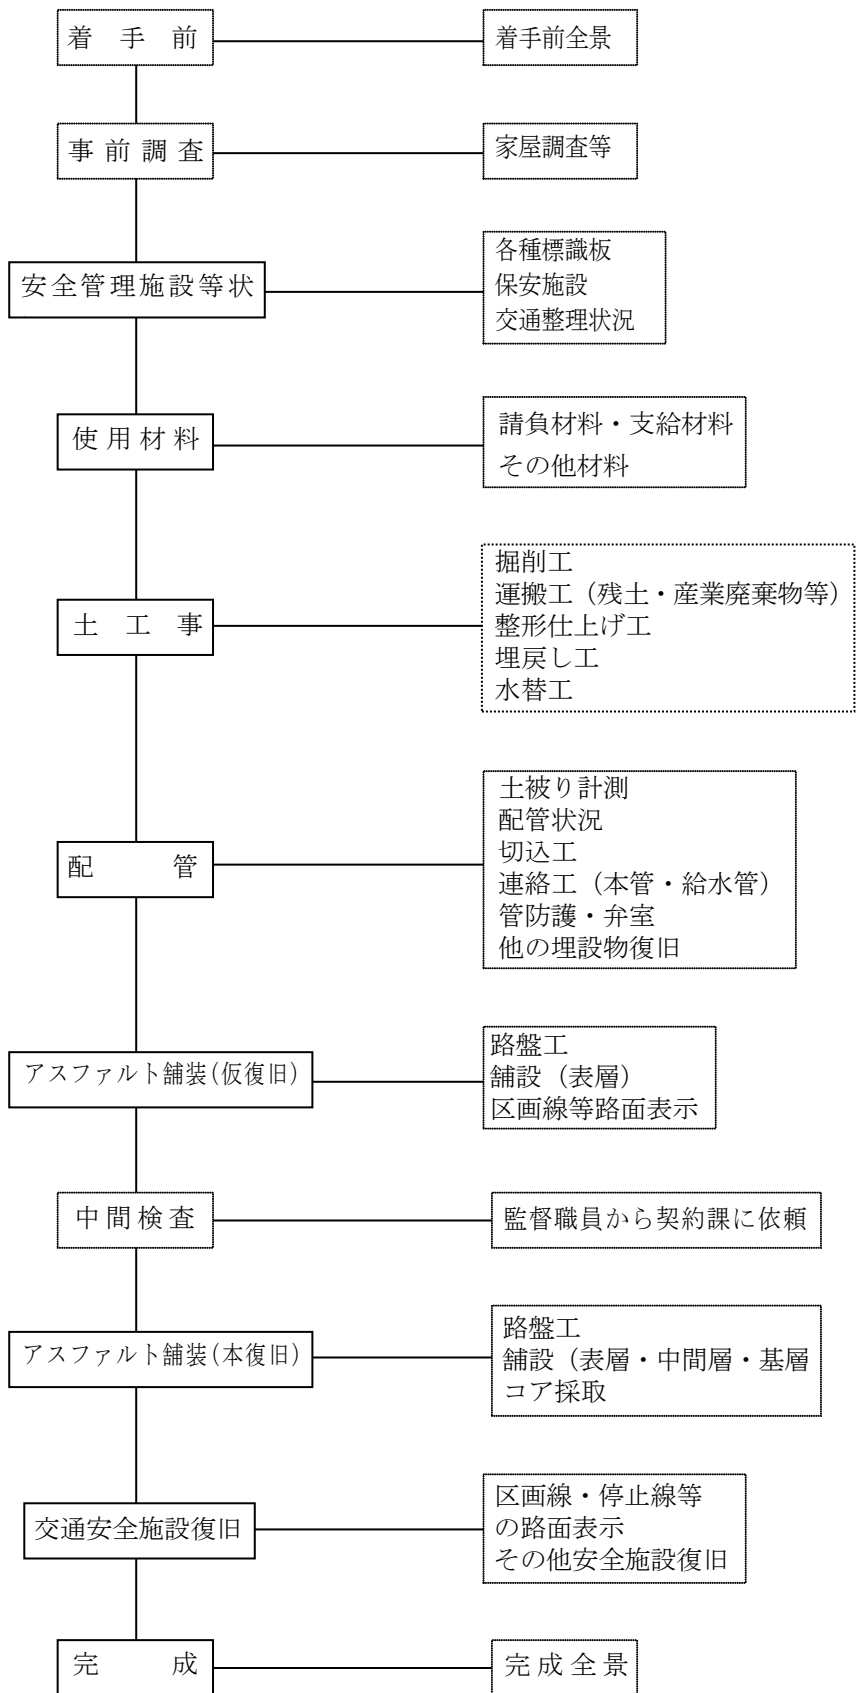 着手前
着手前全景
事前調査
家屋調査等
安全管理施設等状
各種標識板
保安施設
交通整理状況
使用材料
請負材料・支給材料
その他材料
土工事
掘削工
運搬工（残土・産業廃棄物等）
整形仕上げ工
埋戻し工
水替工
配管
土被り計測
配管状況
切込工
連絡工（本管・給水管）
管防護・弁室
他の埋設物復旧
アスファルト舗装(仮復旧)
路盤工
舗設（表層）
区画線等路面表示
中間検査
監督職員から契約課に依頼
アスファルト舗装(本復旧)
路盤工
舗設（表層・中間層・基層
コア採取
交通安全施設復旧
区画線・停止線等
の路面表示
その他安全施設復旧
完成
完成全景